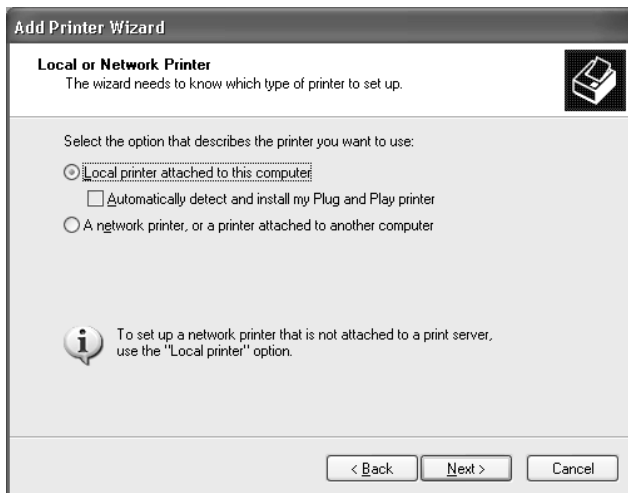 Add Printer Wizard
Local or Network Printer
The wizard needs to know which type of printer to set up.
Select the option that describes the printer you want to use:
Local printer attached to this computer
Automatically detect and install my Plug and Play printer
A network printer, or a printer attached to another computer
To set up a network printer that is not attached to a print server,
use the "Local printer" option.
< Back Next > Cancel